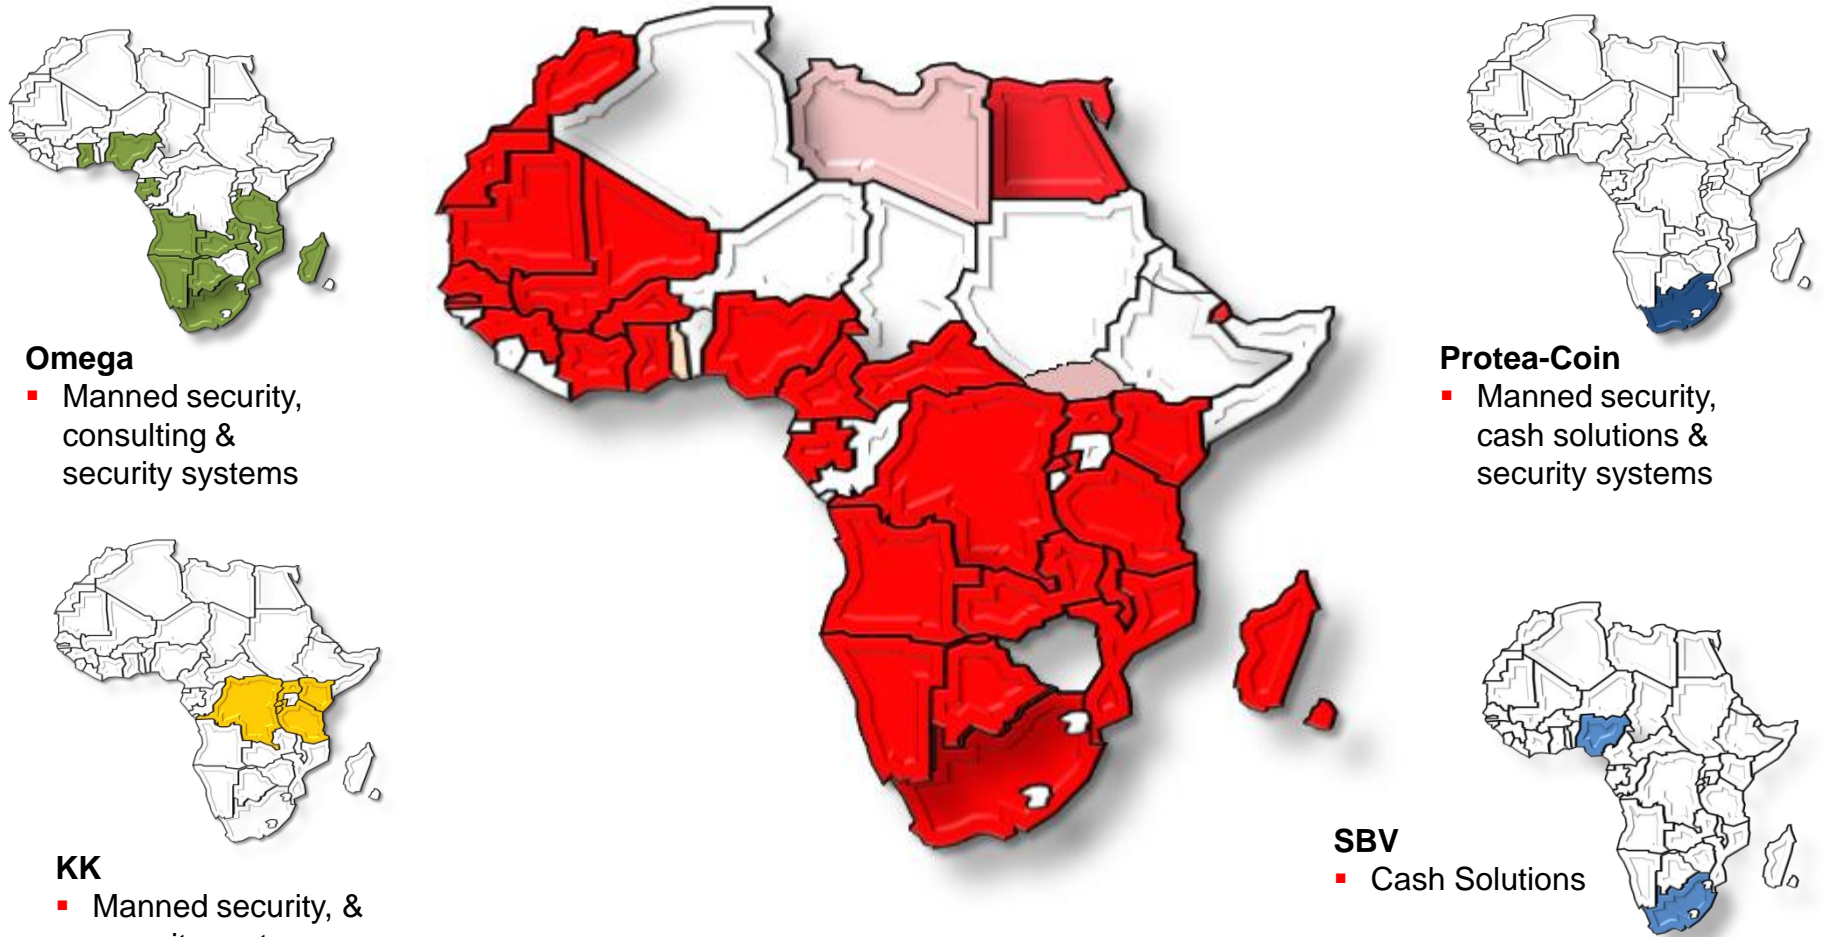 Omega
▪ Manned security,
consulting &
security systems
Protea-Coin
▪ Manned security,
cash solutions &
security systems
KK
▪ Manned security, &
SBV
▪ Cash Solutions